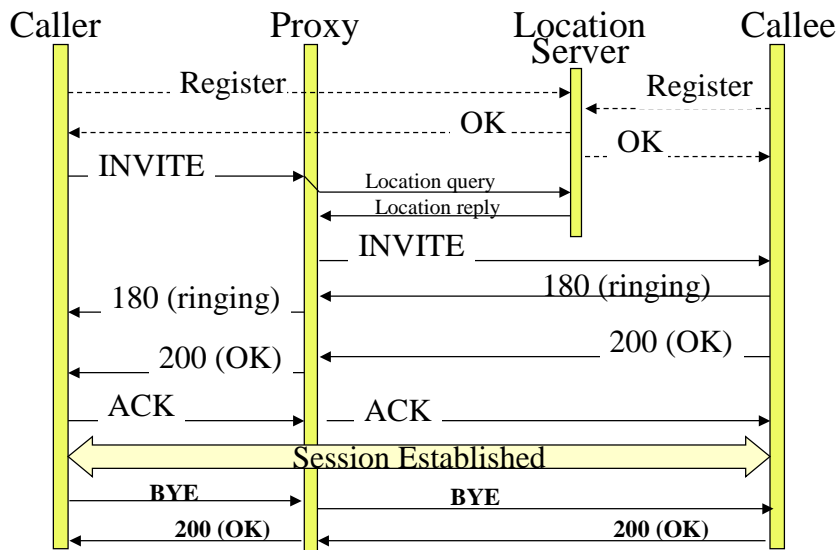 Caller Proxy Location Callee
Server
Register
Register
OK
OK
INVITE
Location query
Location reply
INVITE
180 (ringing)
180 (ringing)
200 (OK)
200 (OK)
ACK ACK
Session Established
BYE
BYE
200 (OK) 200 (OK)